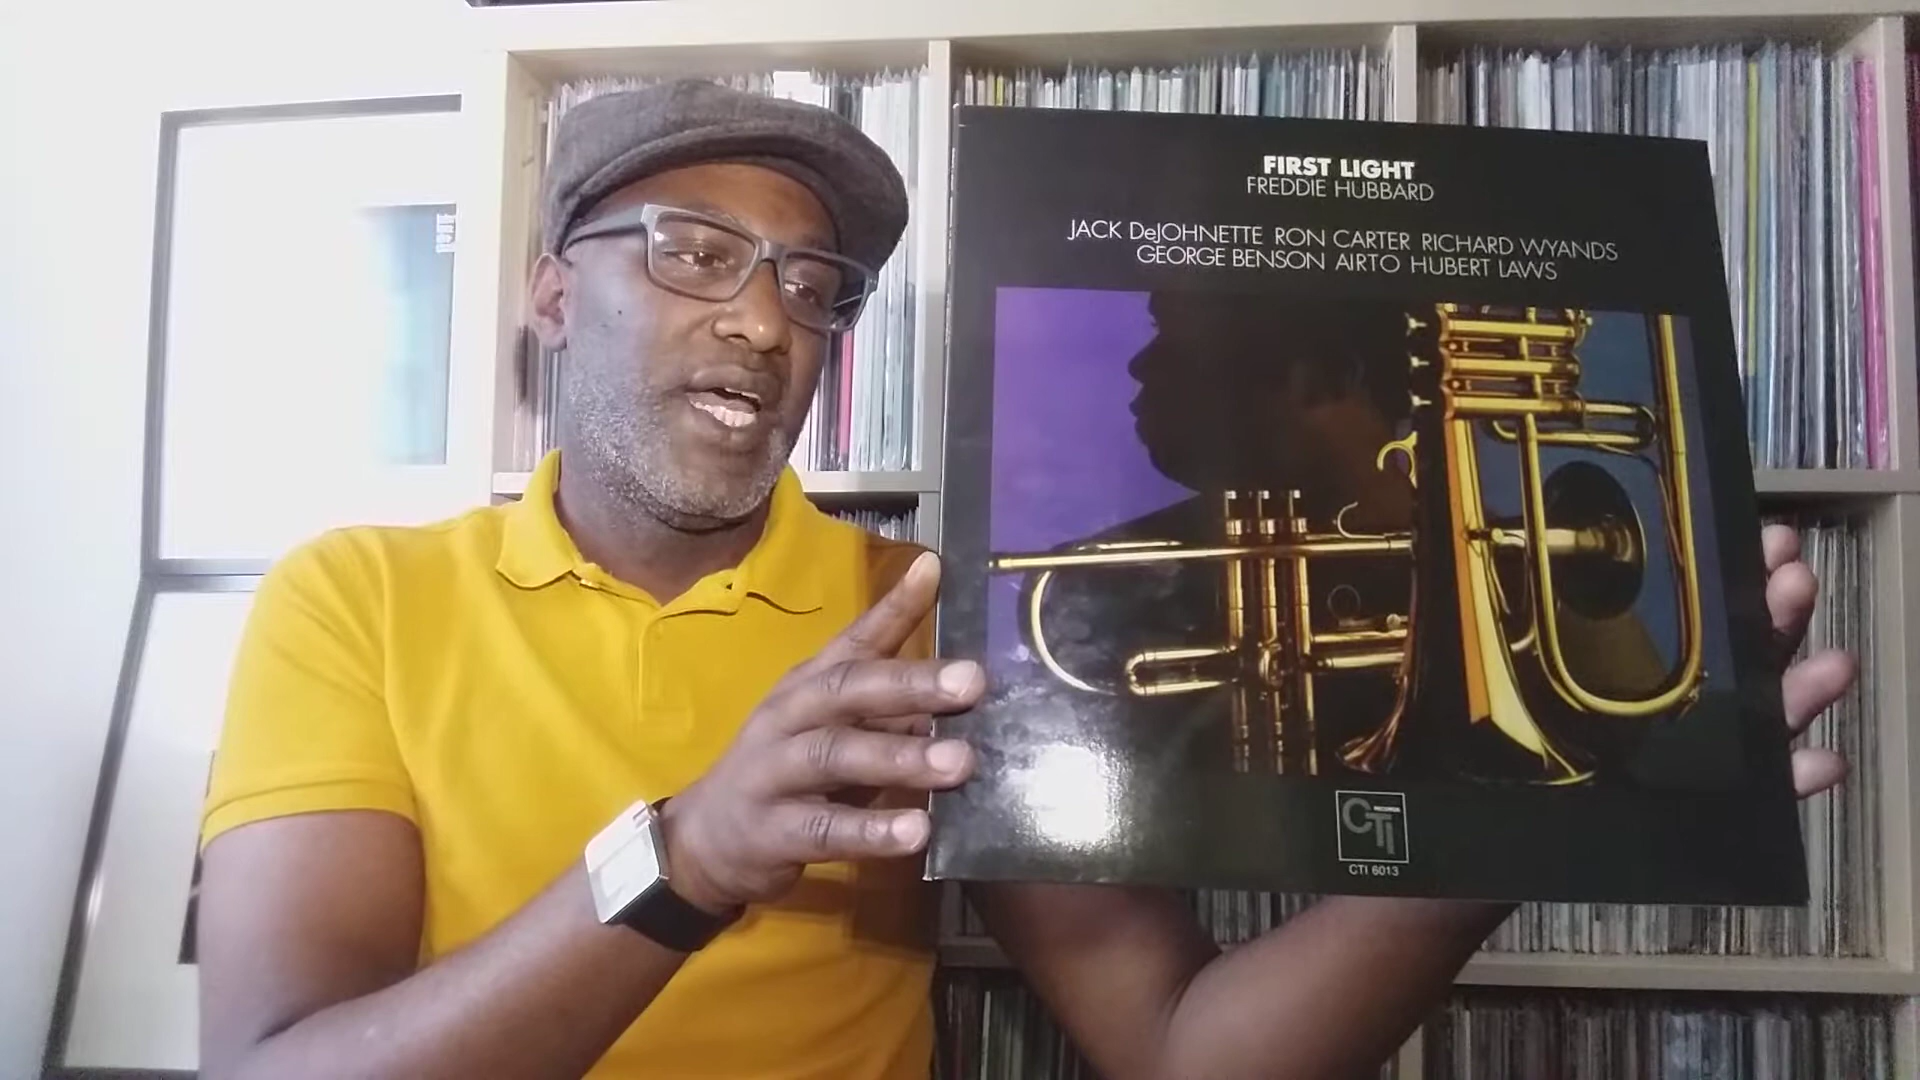 FIRST LIGHT
FREDDIE HUBBARD
JACK DeJOHNETTE RON CARTER RICHARD WYANDS
GEORGE BENSON AIRTO HUBERT LAWS
CTI RECORDS
CTI 6013